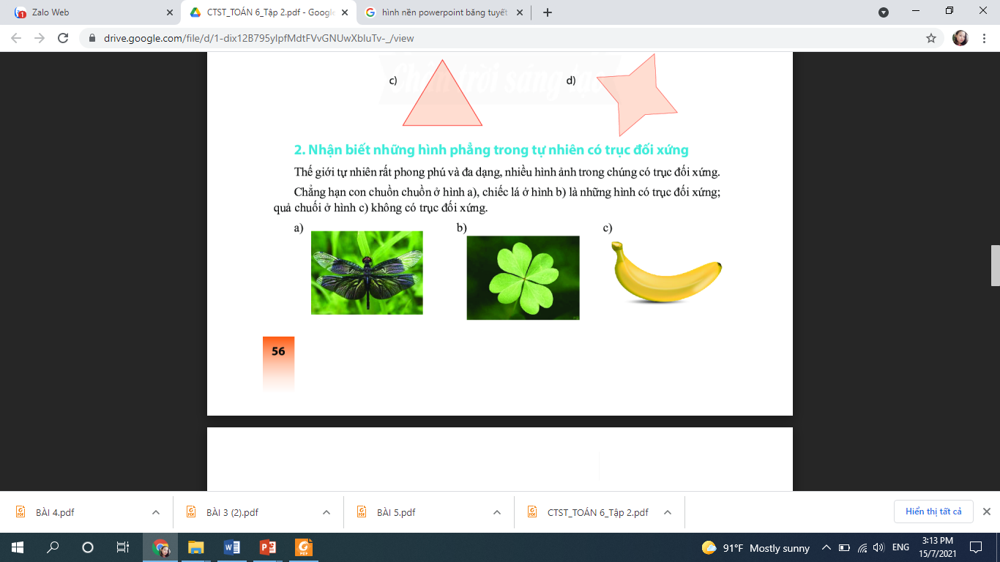 Zalo Web
CTST_TOÁN 6_Tập 2.pdf - Google
hình nền powerpoint băng tuyết
drive.google.com/file/d/1-dix12B795yIpfMdtFVvGNUwXbluTv-_/view
Chân trời sáng tạo
c)
d)
2. Nhận biết những hình phẳng trong tự nhiên có trục đối xứng
Thế giới tự nhiên rất phong phú và đa dạng, nhiều hình ảnh trong chúng có trục đối xứng.
Chẳng hạn con chuồn chuồn ở hình a), chiếc lá ở hình b) là những hình có trục đối xứng;
quả chuối ở hình c) không có trục đối xứng.
a)
b)
c)
56
BÀI 4.pdf
BÀI 3 (2).pdf
BÀI 5.pdf
CTST_TOÁN 6_Tập 2.pdf
Hiển thị tất cả
91°F Mostly sunny
ENG
3:13 PM
15/7/2021